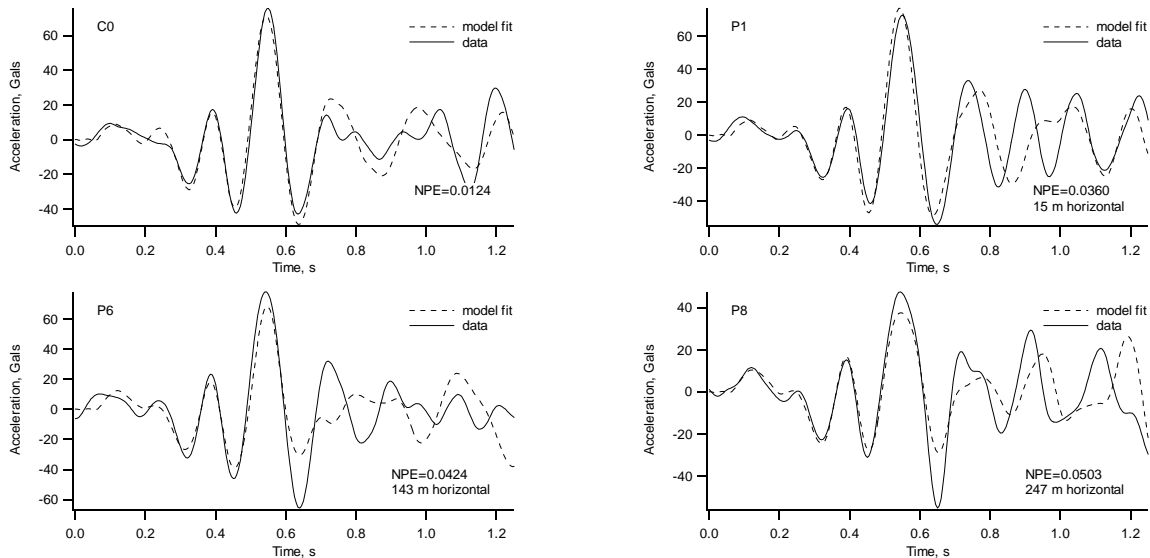 C0
model fit
data
Acceleration, Gals
60
40
20
0
-20
-40
NPE=0.0124
0.0 0.2 0.4 0.6 0.8 1.0 1.2
Time, s
P1
model fit
data
Acceleration, Gals
60
40
20
0
-20
-40
NPE=0.0360
15 m horizontal
0.0 0.2 0.4 0.6 0.8 1.0 1.2
Time, s
P6
model fit
data
Acceleration, Gals
60
40
20
0
-20
-40
-60
NPE=0.0424
143 m horizontal
0.0 0.2 0.4 0.6 0.8 1.0 1.2
Time, s
P8
model fit
data
Acceleration, Gals
40
20
0
-20
-40
NPE=0.0503
247 m horizontal
0.0 0.2 0.4 0.6 0.8 1.0 1.2
Time, s